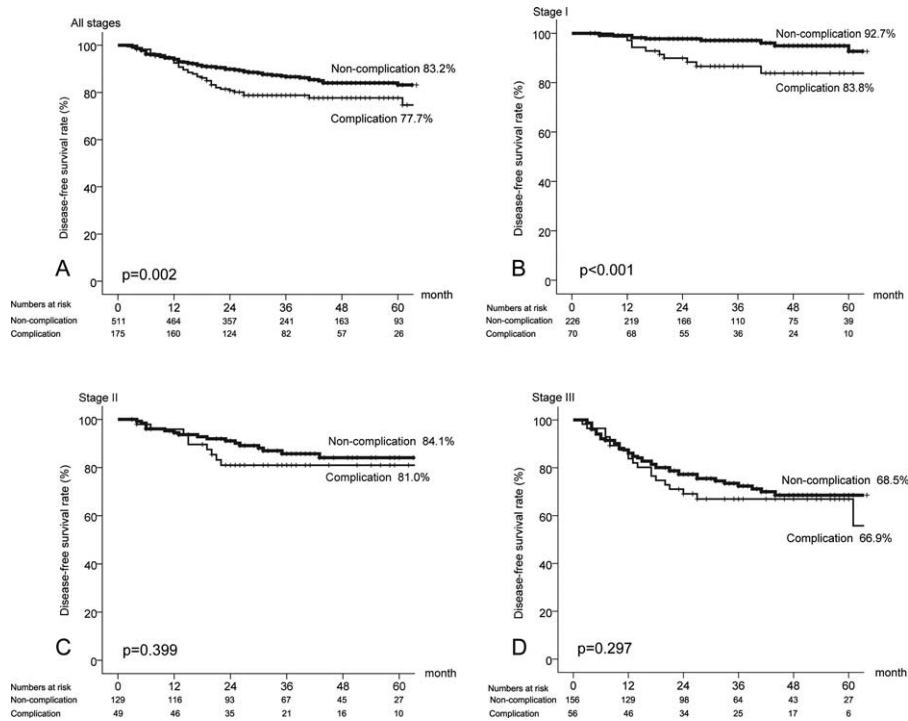 All stages
Disease-free survival rate (%)
100
80
60
40
20
0
Non-complication 83.2%
Complication 77.7%
A
p=0.002
month
0 12 24 36 48 60
Numbers at risk
Non-complication 511 464 357 241 163 93
Complication 175 160 124 82 57 26
Stage I
Disease-free survival rate (%)
100
80
60
40
20
0
Non-complication 92.7%
Complication 83.8%
B
p<0.001
month
0 12 24 36 48 60
Numbers at risk
Non-complication 226 219 166 110 75 39
Complication 70 68 55 36 24 10
Stage II
Disease-free survival rate (%)
100
80
60
40
20
0
Non-complication 84.1%
Complication 81.0%
C
p=0.399
month
0 12 24 36 48 60
Numbers at risk
Non-complication 129 116 93 67 45 27
Complication 49 46 35 21 16 10
Stage III
Disease-free survival rate (%)
100
80
60
40
20
0
Non-complication 68.5%
Complication 66.9%
D
p=0.297
month
0 12 24 36 48 60
Numbers at risk
Non-complication 156 129 98 64 43 27
Complication 56 46 34 25 17 6